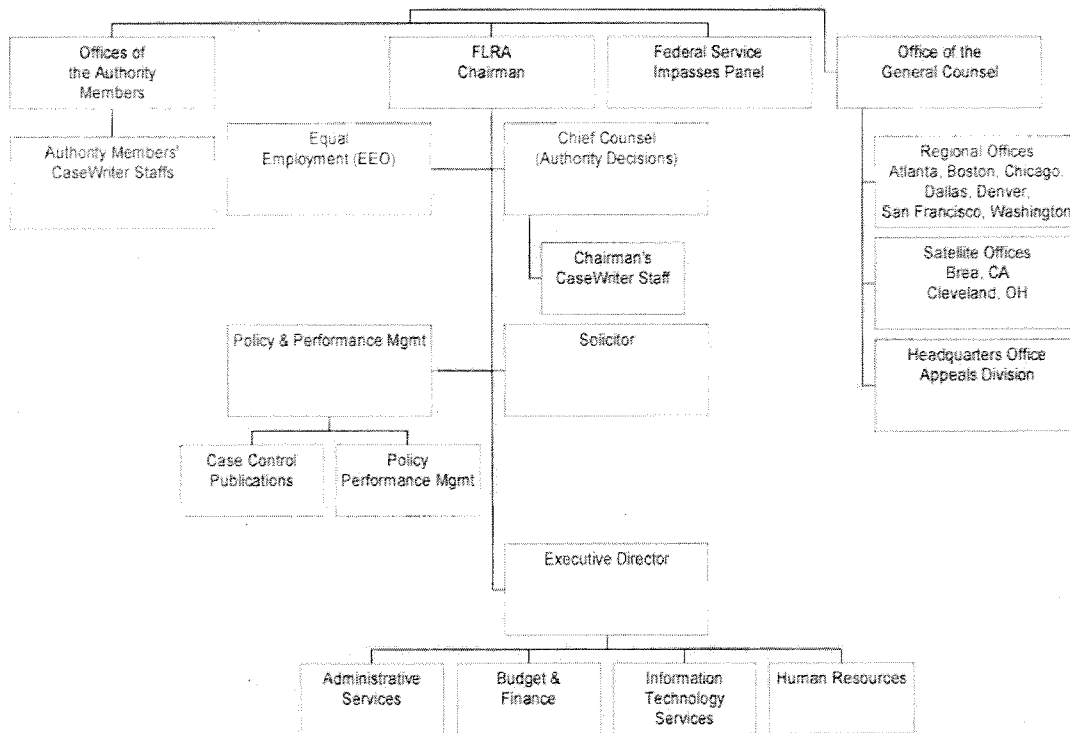 Offices of
the Authority
Members
FLRA
Chairman
Federal Service
Impasses Panel
Office of the
General Counsel
Authority Members'
CaseWriter Staffs
Equal
Employment (EEO)
Chief Counsel
(Authority Decisions)
Regional Offices
Atlanta, Boston, Chicago,
Dallas, Denver,
San Francisco, Washington
Chairman's
CaseWriter Staff
Satellite Offices
Brea, CA
Cleveland, OH
Policy & Performance Mgmt
Solicitor
Headquarters Office
Appeals Division
Case Control
Publications
Policy
Performance Mgmt
Executive Director
Administrative
Services
Budget &
Finance
Information
Technology
Services
Human Resources